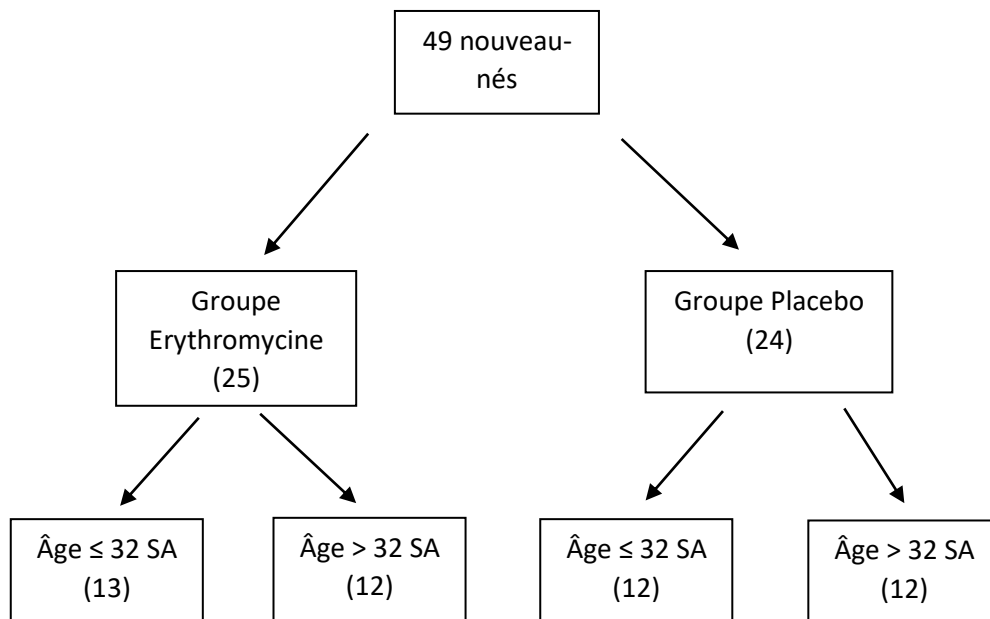 49 nouveau-
nés
Groupe
Erythromycine
(25)
Groupe Placebo
(24)
Âge ≤ 32 SA
(13)
Âge > 32 SA
(12)
Âge ≤ 32 SA
(12)
Âge > 32 SA
(12)